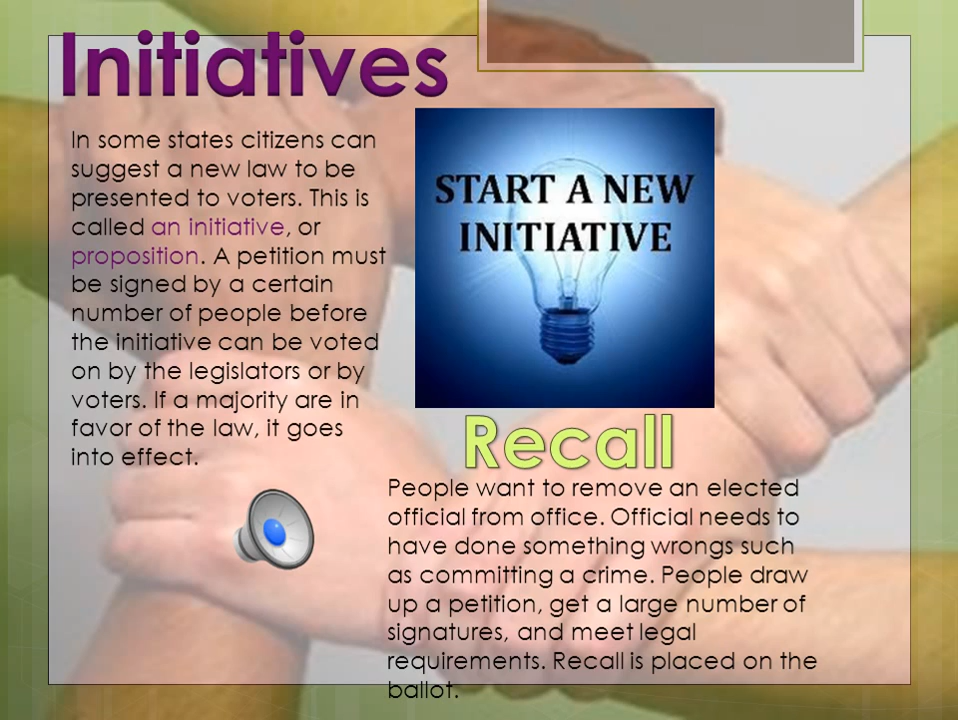 Initiatives
In some states citizens can
suggest a new law to be
presented to voters. This is
called an initiative, or
proposition. A petition must
be signed by a certain
number of people before
the initiative can be voted
on by the legislators or by
voters. If a majority are in
favor of the law, it goes
into effect.
START A NEW
INITIATIVE
Recall
People want to remove an elected
official from office. Official needs to
have done something wrongs such
as committing a crime. People draw
up a petition, get a large number of
signatures, and meet legal
requirements. Recall is placed on the
ballot.